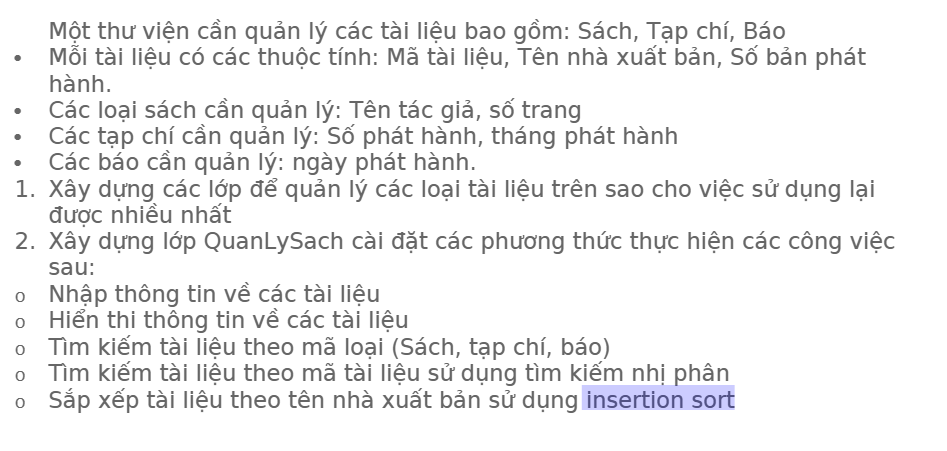 Một thư viện cần quản lý các tài liệu bao gồm: Sách, Tạp chí, Báo
• Mỗi tài liệu có các thuộc tính: Mã tài liệu, Tên nhà xuất bản, Số bản phát
hành.
• Các loại sách cần quản lý: Tên tác giả, số trang
• Các tạp chí cần quản lý: Số phát hành, tháng phát hành
• Các báo cần quản lý: ngày phát hành.
1. Xây dựng các lớp để quản lý các loại tài liệu trên sao cho việc sử dụng lại
được nhiều nhất
2. Xây dựng lớp QuanLySach cài đặt các phương thức thực hiện các công việc
sau:
o Nhập thông tin về các tài liệu
o Hiển thi thông tin về các tài liệu
o Tìm kiếm tài liệu theo mã loại (Sách, tạp chí, báo)
o Tìm kiếm tài liệu theo mã tài liệu sử dụng tìm kiếm nhị phân
o Sắp xếp tài liệu theo tên nhà xuất bản sử dụng insertion sort